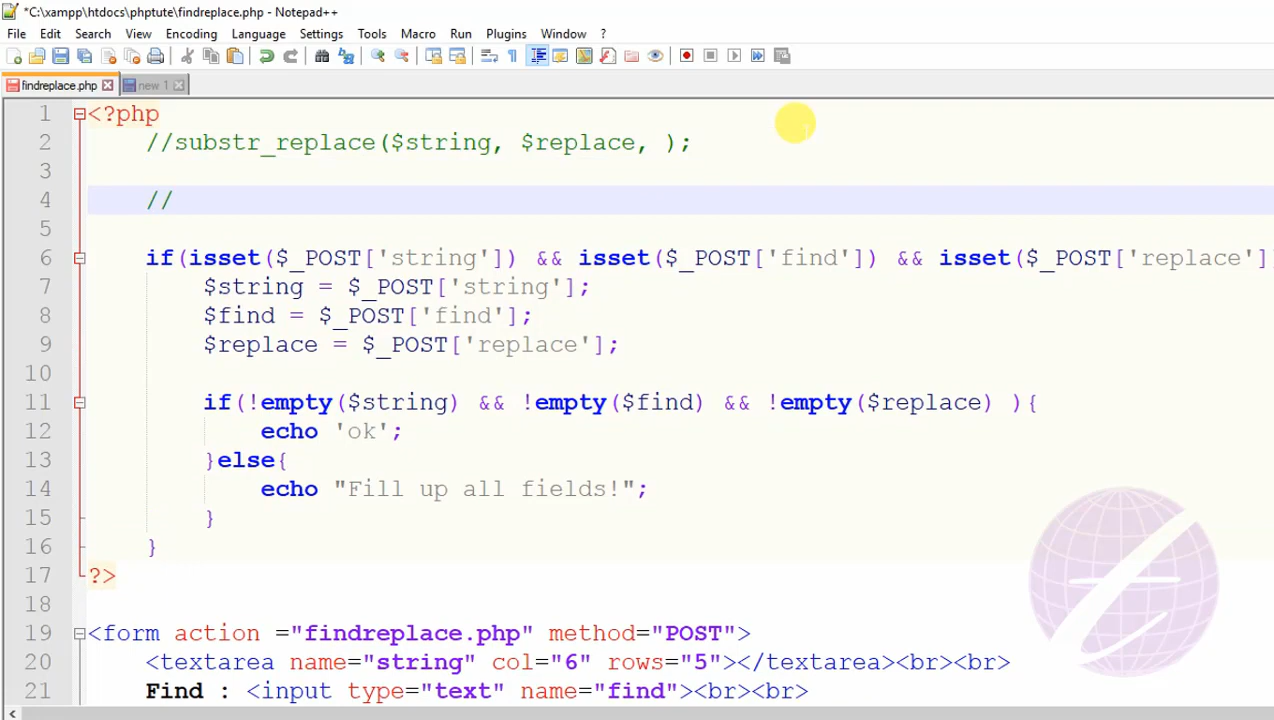 *C:\xampp\htdocs\phptute\findreplace.php - Notepad++
File Edit Search View Encoding Language Settings Tools Macro Run Plugins Window ?
findreplace.php new 1
1 <?php
2 //substr_replace($string, $replace, );
3
4 //
5
6 if(isset($_POST['string']) && isset($_POST['find']) && isset($_POST['replace']
7 $string = $_POST['string'];
8 $find = $_POST['find'];
9 $replace = $_POST['replace'];
10
11 if(!empty($string) && !empty($find) && !empty($replace) ){
12 echo 'ok';
13 }else{
14 echo "Fill up all fields!";
15 }
16 }
17 ?>
18
19 <form action ="findreplace.php" method="POST">
20 <textarea name="string" col="6" rows="5"></textarea><br><br>
21 Find : <input type="text" name="find"><br><br>